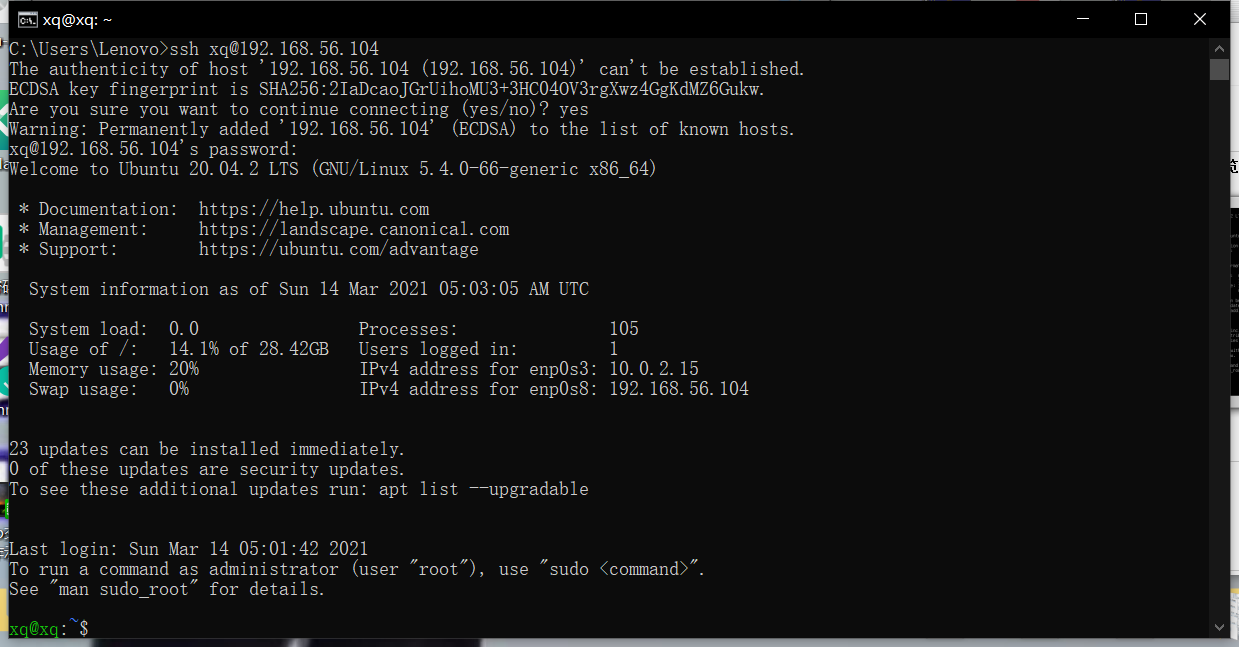 xq@xq: ~
C:\Users\Lenovo>ssh xq@192.168.56.104
The authenticity of host '192.168.56.104 (192.168.56.104)' can't be established.
ECDSA key fingerprint is SHA256:2IaDcaoJGrUihoMU3+3HC04OV3rgXwz4GgKdMZ6Gukw.
Are you sure you want to continue connecting (yes/no)? yes
Warning: Permanently added '192.168.56.104' (ECDSA) to the list of known hosts.
xq@192.168.56.104's password:
Welcome to Ubuntu 20.04.2 LTS (GNU/Linux 5.4.0-66-generic x86_64)
* Documentation:  https://help.ubuntu.com
* Management:     https://landscape.canonical.com
* Support:        https://ubuntu.com/advantage
System information as of Sun 14 Mar 2021 05:03:05 AM UTC
System load:  0.0                Processes:               105
Usage of /:   14.1% of 28.42GB   Users logged in:         1
Memory usage: 20%                IPv4 address for enp0s3: 10.0.2.15
Swap usage:   0%                 IPv4 address for enp0s8: 192.168.56.104
23 updates can be installed immediately.
0 of these updates are security updates.
To see these additional updates run: apt list --upgradable
Last login: Sun Mar 14 05:01:42 2021
To run a command as administrator (user "root"), use "sudo <command>".
See "man sudo_root" for details.
xq@xq:~$